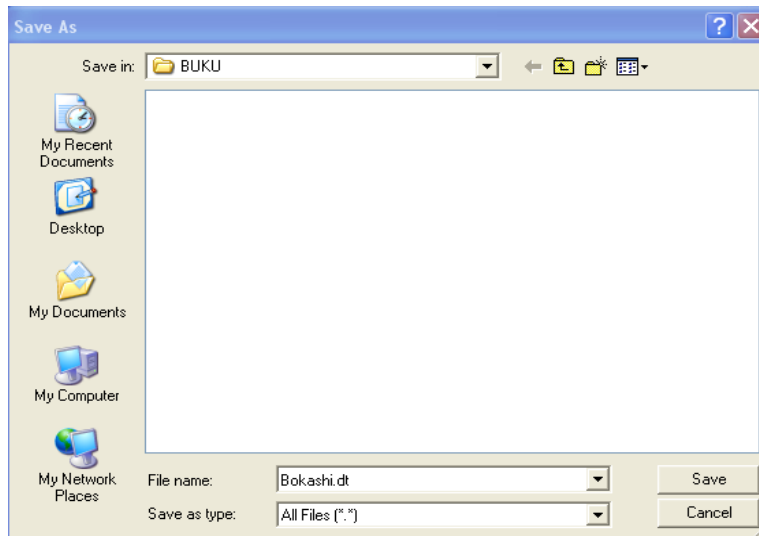 Save As
Save in:
BUKU
My Recent
Documents
Desktop
My Documents
My Computer
My Network
Places
File name:
Bokashi.dt
Save
Save as type:
All Files (*.*)
Cancel